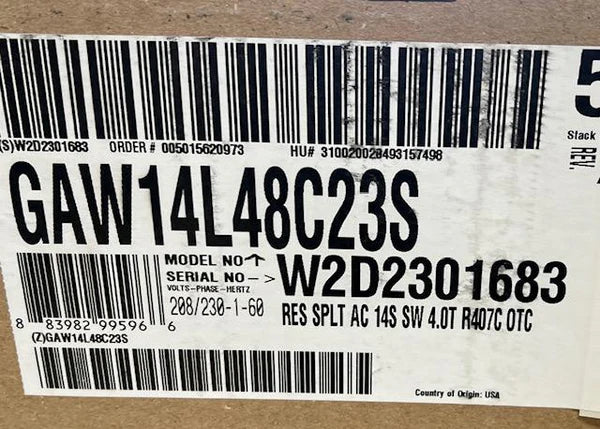 5
Stack
REV.
(S)W2D2301683 ORDER # 005015620973 HU# 310020028493157498
GAW14L48C23S
MODEL NO↑
SERIAL NO -> W2D2301683
VOLTS-PHASE-HERTZ
208/230-1-60 RES SPLT AC 14S SW 4.0T R407C OTC
8 83982 99596 6
(Z)GAW14L48C23S
Country of Origin: USA